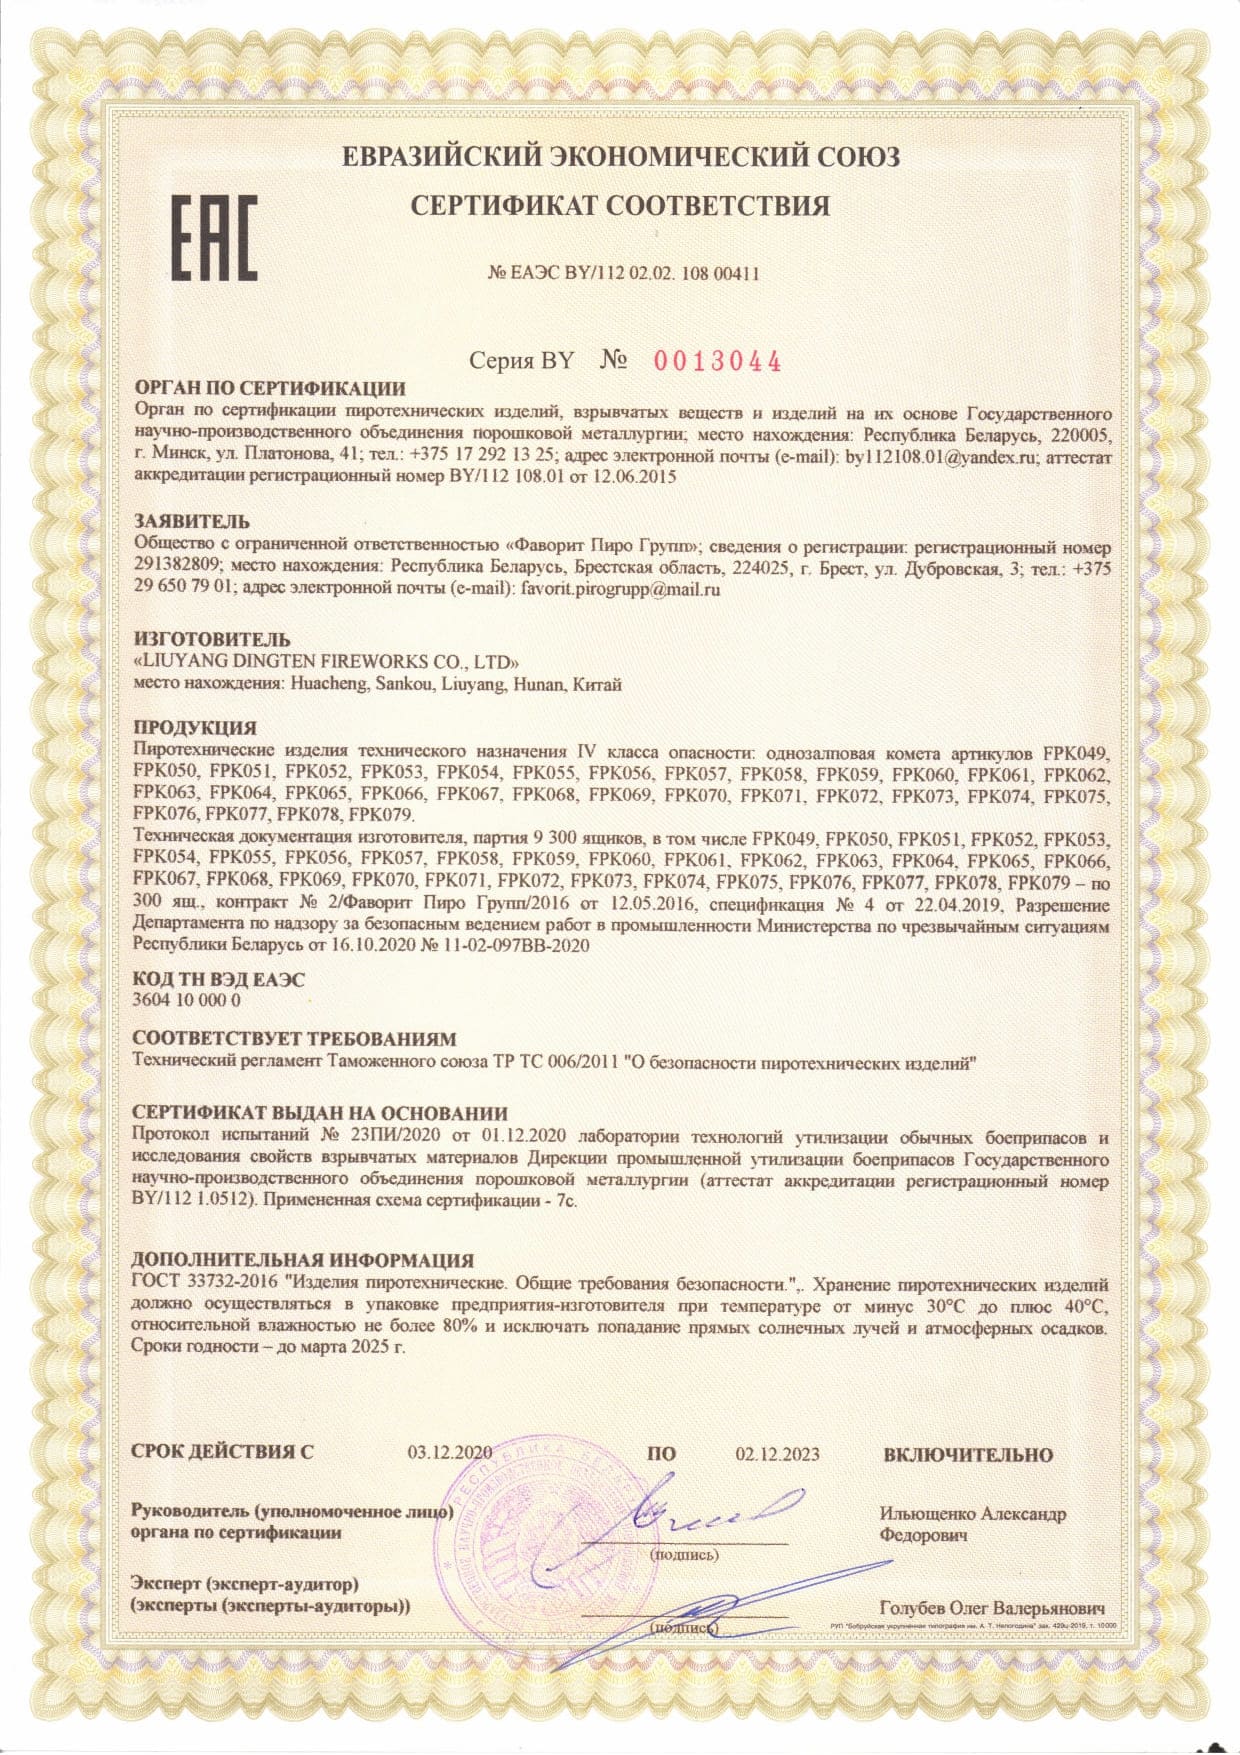 ЕВРАЗИЙСКИЙ ЭКОНОМИЧЕСКИЙ СОЮЗ
ЕАС
СЕРТИФИКАТ СООТВЕТСТВИЯ
№ ЕАЭС BY/112 02.02. 108 00411
Серия BY № 0013044
ОРГАН ПО СЕРТИФИКАЦИИ
Орган по сертификации пиротехнических изделий, взрывчатых веществ и изделий на их основе Государственного
научно-производственного объединения порошковой металлургии; место нахождения: Республика Беларусь, 220005,
г. Минск, ул. Платонова, 41; тел.: +375 17 292 13 25; адрес электронной почты (e-mail): by112108.01@yandex.ru; аттестат
аккредитации регистрационный номер BY/112 108.01 от 12.06.2015
ЗАЯВИТЕЛЬ
Общество с ограниченной ответственностью «Фаворит Пиро Групп»; сведения о регистрации: регистрационный номер
291382809; место нахождения: Республика Беларусь, Брестская область, 224025, г. Брест, ул. Дубровская, 3; тел.: +375
29 650 79 01; адрес электронной почты (e-mail): favorit.pirogrupp@mail.ru
ИЗГОТОВИТЕЛЬ
«LIUYANG DINGTEN FIREWORKS CO., LTD»
место нахождения: Huacheng, Sankou, Liuyang, Hunan, Китай
ПРОДУКЦИЯ
Пиротехнические изделия технического назначения IV класса опасности: однозалповая комета артикулов FPK049,
FPK050, FPK051, FPK052, FPK053, FPK054, FPK055, FPK056, FPK057, FPK058, FPK059, FPK060, FPK061, FPK062,
FPK063, FPK064, FPK065, FPK066, FPK067, FPK068, FPK069, FPK070, FPK071, FPK072, FPK073, FPK074, FPK075,
FPK076, FPK077, FPK078, FPK079.
Техническая документация изготовителя, партия 9 300 ящиков, в том числе FPK049, FPK050, FPK051, FPK052, FPK053,
FPK054, FPK055, FPK056, FPK057, FPK058, FPK059, FPK060, FPK061, FPK062, FPK063, FPK064, FPK065, FPK066,
FPK067, FPK068, FPK069, FPK070, FPK071, FPK072, FPK073, FPK074, FPK075, FPK076, FPK077, FPK078, FPK079 – по
300 ящ., контракт № 2/Фаворит Пиро Групп/2016 от 12.05.2016, спецификация № 4 от 22.04.2019, Разрешение
Департамента по надзору за безопасным ведением работ в промышленности Министерства по чрезвычайным ситуациям
Республики Беларусь от 16.10.2020 № 11-02-097ВВ-2020
КОД ТН ВЭД ЕАЭС
3604 10 000 0
СООТВЕТСТВУЕТ ТРЕБОВАНИЯМ
Технический регламент Таможенного союза ТР ТС 006/2011 "О безопасности пиротехнических изделий"
СЕРТИФИКАТ ВЫДАН НА ОСНОВАНИИ
Протокол испытаний № 23ПИ/2020 от 01.12.2020 лаборатории технологий утилизации обычных боеприпасов и
исследования свойств взрывчатых материалов Дирекции промышленной утилизации боеприпасов Государственного
научно-производственного объединения порошковой металлургии (аттестат аккредитации регистрационный номер
BY/112 1.0512). Примененная схема сертификации - 7с.
ДОПОЛНИТЕЛЬНАЯ ИНФОРМАЦИЯ
ГОСТ 33732-2016 "Изделия пиротехнические. Общие требования безопасности.",. Хранение пиротехнических изделий
должно осуществляться в упаковке предприятия-изготовителя при температуре от минус 30°С до плюс 40°С,
относительной влажностью не более 80% и исключать попадание прямых солнечных лучей и атмосферных осадков.
Сроки годности – до марта 2025 г.
СРОК ДЕЙСТВИЯ С 03.12.2020 ПО 02.12.2023 ВКЛЮЧИТЕЛЬНО
Руководитель (уполномоченное лицо)
органа по сертификации
(подпись)
Ильющенко Александр
Федорович
Эксперт (эксперт-аудитор)
(эксперты (эксперты-аудиторы))
(подпись)
Голубев Олег Валерьянович
РУП "Бобруйская укрупненная типография им. А. Т. Непогодина" зак. 429ц-2019, т. 10000